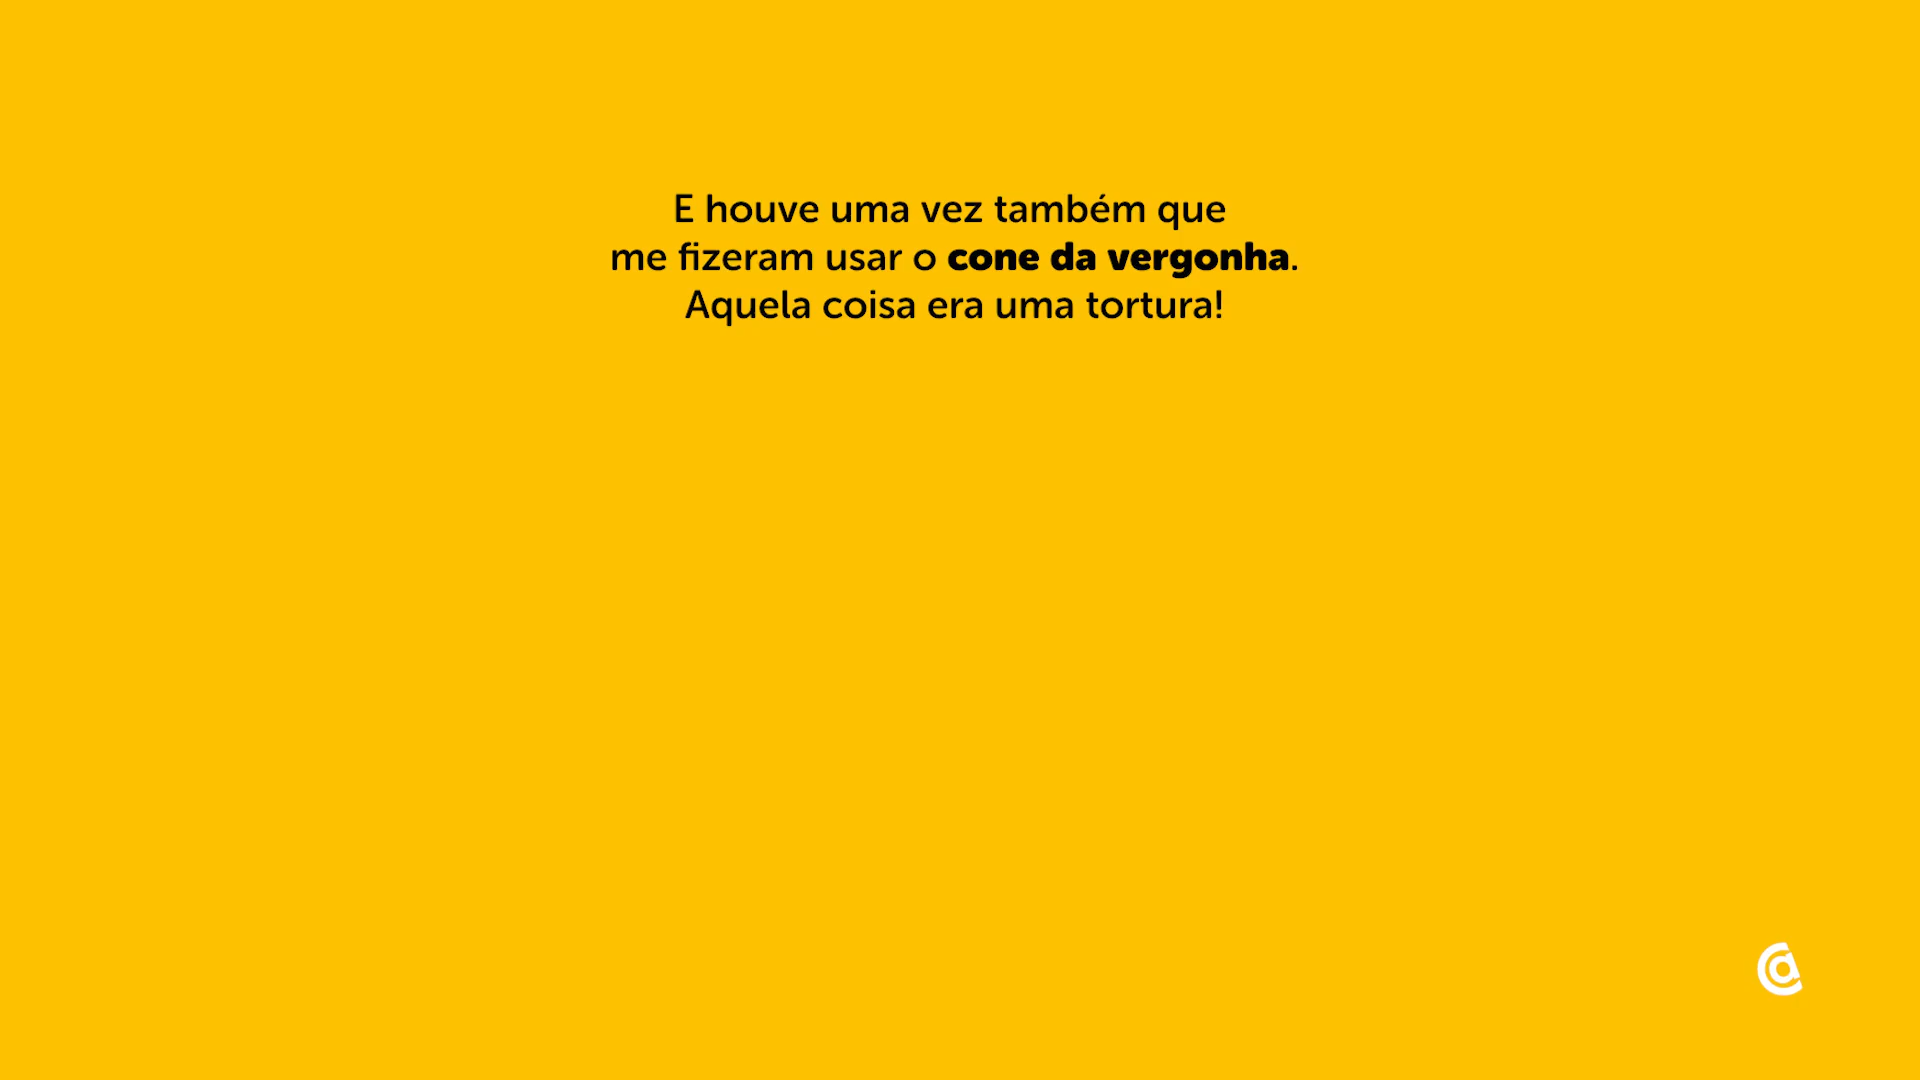 E houve uma vez também que
me fizeram usar o cone da vergonha.
Aquela coisa era uma tortura!